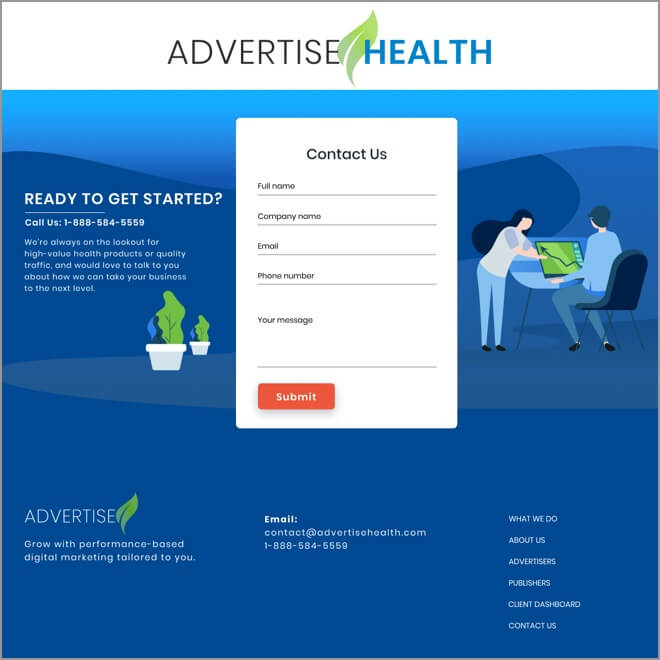 ADVERTISE HEALTH
READY TO GET STARTED?
Call Us: 1-888-584-5559
We're always on the lookout for
high-value health products or quality
traffic, and would love to talk to you
about how we can take your business
to the next level.
Contact Us
Full name
Company name
Email
Phone number
Your message
Submit
ADVERTISE
Grow with performance-based
digital marketing tailored to you.
Email:
contact@advertisehealth.com
1-888-584-5559
WHAT WE DO
ABOUT US
ADVERTISERS
PUBLISHERS
CLIENT DASHBOARD
CONTACT US